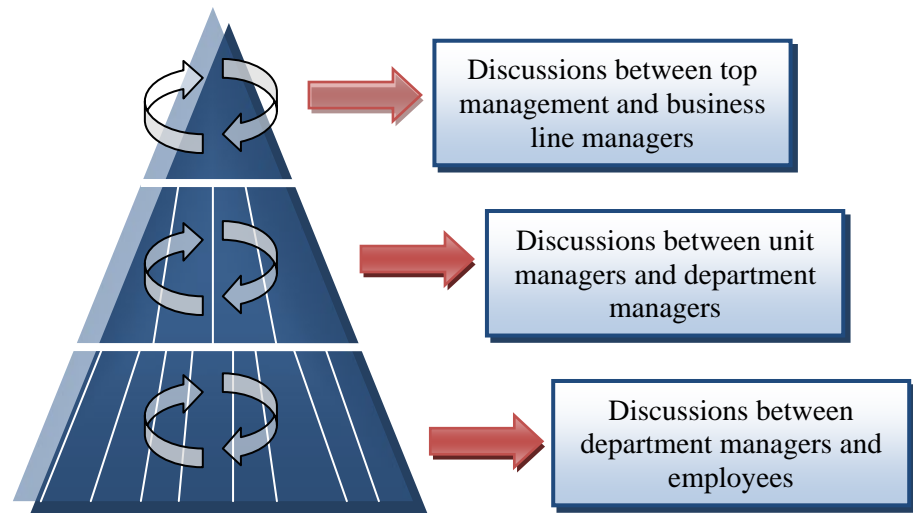 Discussions between top
management and business
line managers
Discussions between unit
managers and department
managers
Discussions between
department managers and
employees